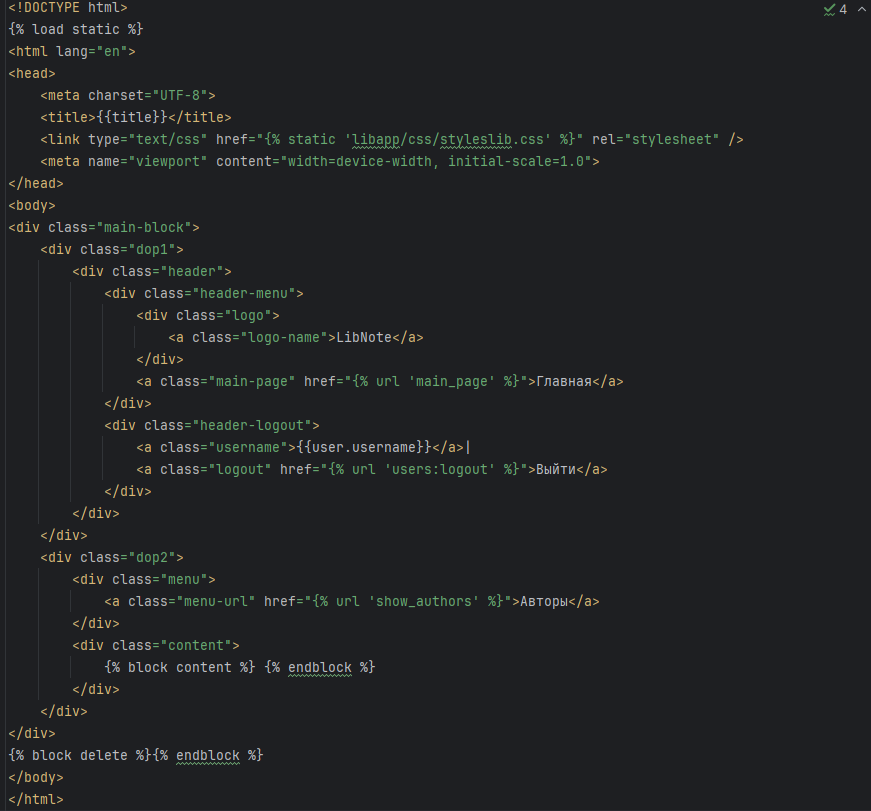 <!DOCTYPE html>
{% load static %}
<html lang="en">
<head>
    <meta charset="UTF-8">
    <title>{{title}}</title>
    <link type="text/css" href="{% static 'libapp/css/styleslib.css' %}" rel="stylesheet" />
    <meta name="viewport" content="width=device-width, initial-scale=1.0">
</head>
<body>
<div class="main-block">
    <div class="dop1">
        <div class="header">
            <div class="header-menu">
                <div class="logo">
                    <a class="logo-name">LibNote</a>
                </div>
                <a class="main-page" href="{% url 'main_page' %}">Главная</a>
            </div>
            <div class="header-logout">
                <a class="username">{{user.username}}</a>|
                <a class="logout" href="{% url 'users:logout' %}">Выйти</a>
            </div>
        </div>
    </div>
    <div class="dop2">
        <div class="menu">
            <a class="menu-url" href="{% url 'show_authors' %}">Авторы</a>
        </div>
        <div class="content">
            {% block content %} {% endblock %}
        </div>
    </div>
</div>
{% block delete %}{% endblock %}
</body>
</html>
4